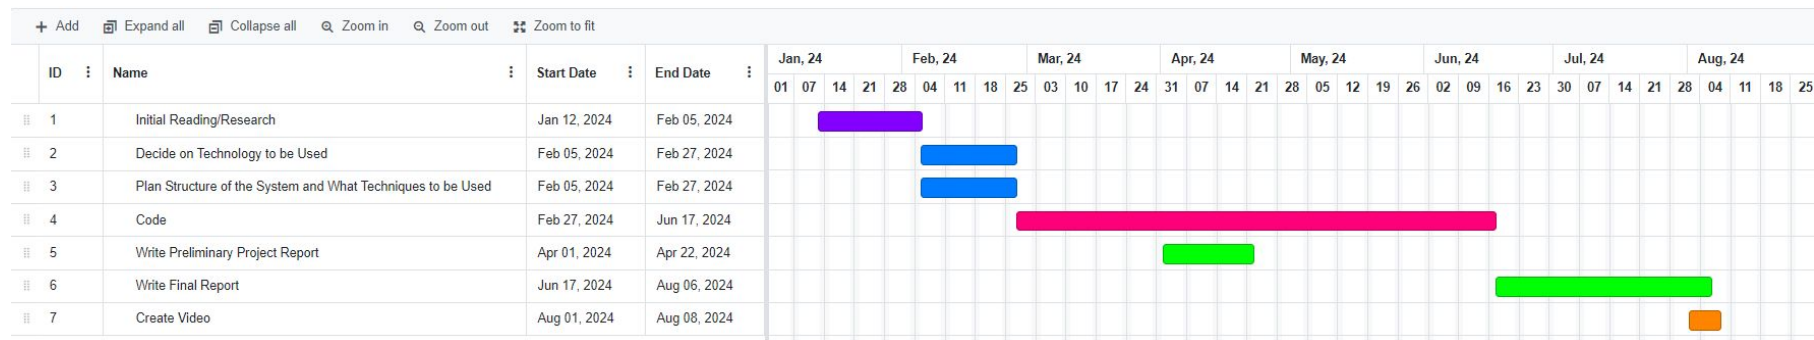 Add Expand all Collapse all Zoom in Zoom out Zoom to fit
ID Name Start Date End Date
Jan, 24 Feb, 24 Mar, 24 Apr, 24 May, 24 Jun, 24 Jul, 24 Aug, 24
01 07 14 21 28 04 11 18 25 03 10 17 24 31 07 14 21 28 05 12 19 26 02 09 16 23 30 07 14 21 28 04 11 18 25
1 Initial Reading/Research Jan 12, 2024 Feb 05, 2024
2 Decide on Technology to be Used Feb 05, 2024 Feb 27, 2024
3 Plan Structure of the System and What Techniques to be Used Feb 05, 2024 Feb 27, 2024
4 Code Feb 27, 2024 Jun 17, 2024
5 Write Preliminary Project Report Apr 01, 2024 Apr 22, 2024
6 Write Final Report Jun 17, 2024 Aug 06, 2024
7 Create Video Aug 01, 2024 Aug 08, 2024